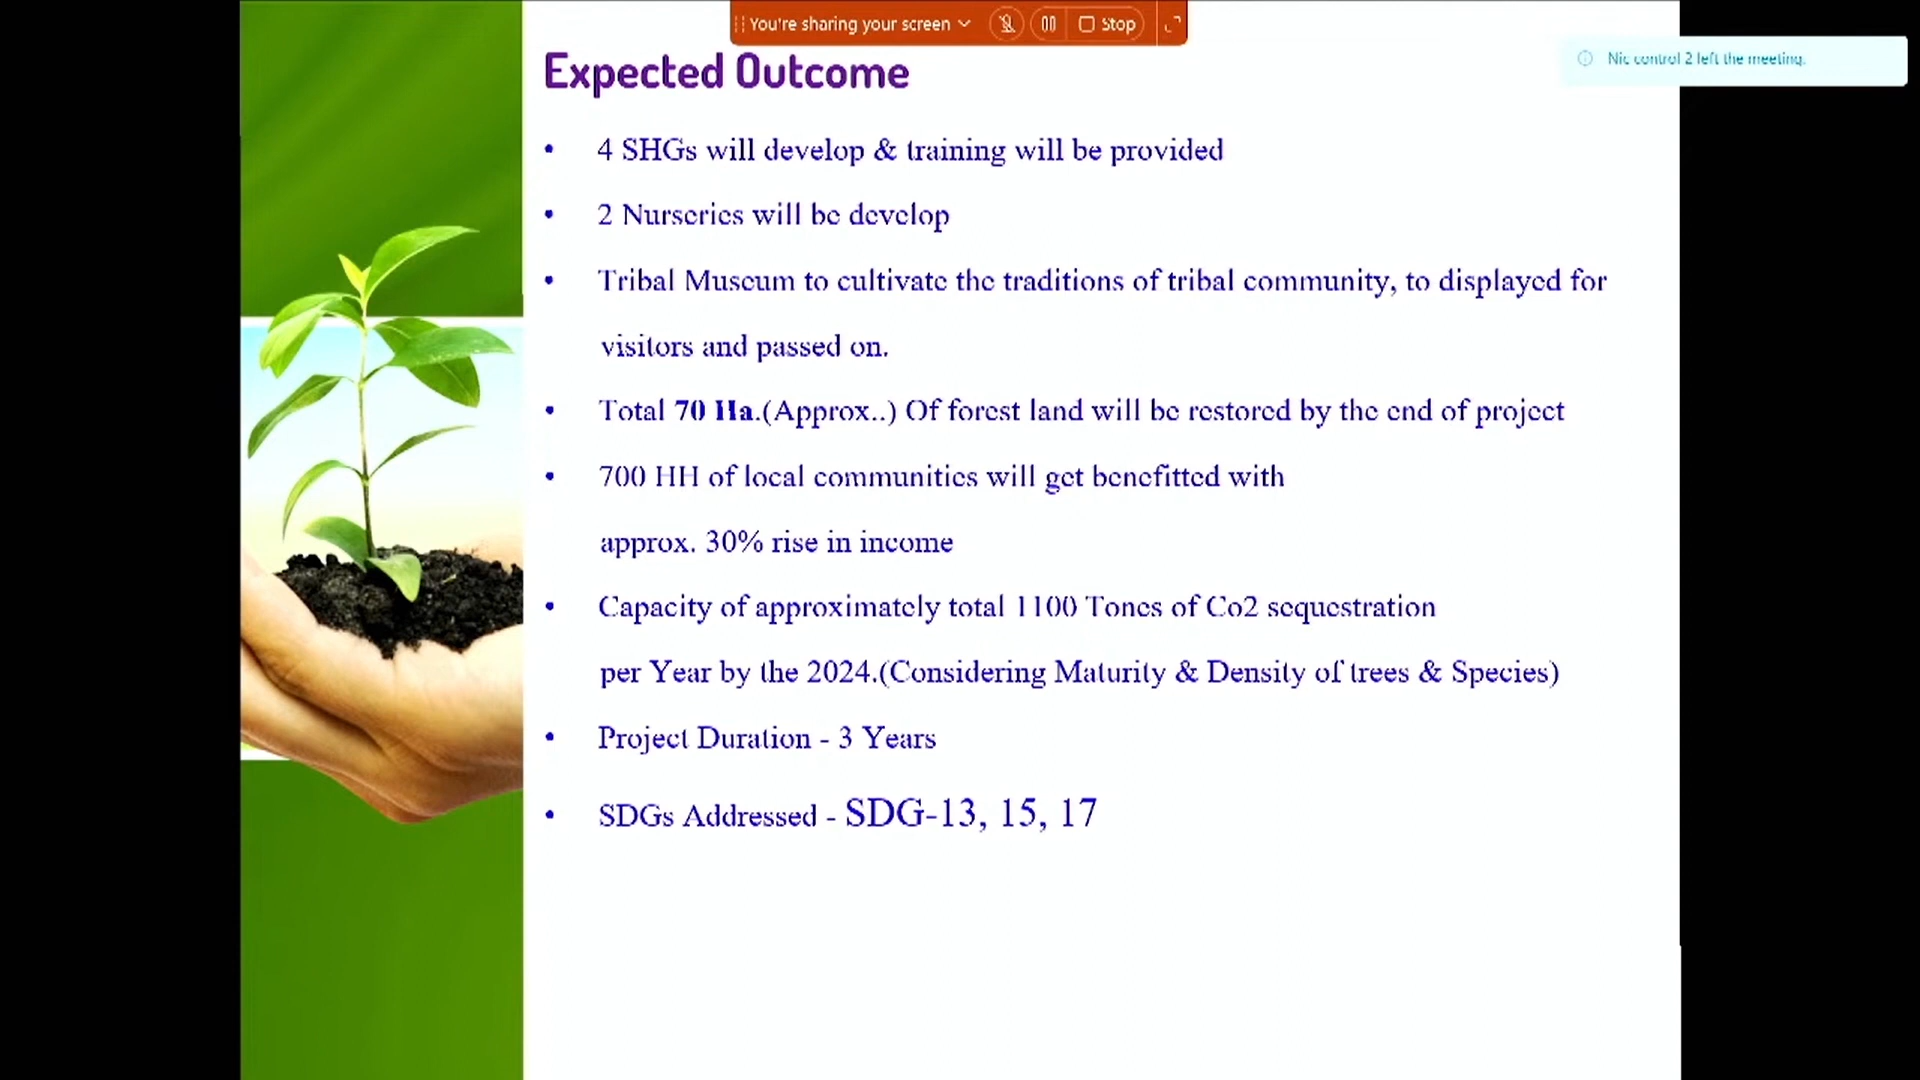 You're sharing your screen
Stop
Nic control 2 left the meeting.
Expected Outcome
• 4 SHGs will develop & training will be provided
• 2 Nurseries will be develop
• Tribal Museum to cultivate the traditions of tribal community, to displayed for
visitors and passed on.
• Total 70 Ha.(Approx..) Of forest land will be restored by the end of project
• 700 HH of local communities will get benefitted with
approx. 30% rise in income
• Capacity of approximately total 1100 Tones of Co2 sequestration
per Year by the 2024.(Considering Maturity & Density of trees & Species)
• Project Duration - 3 Years
• SDGs Addressed - SDG-13, 15, 17